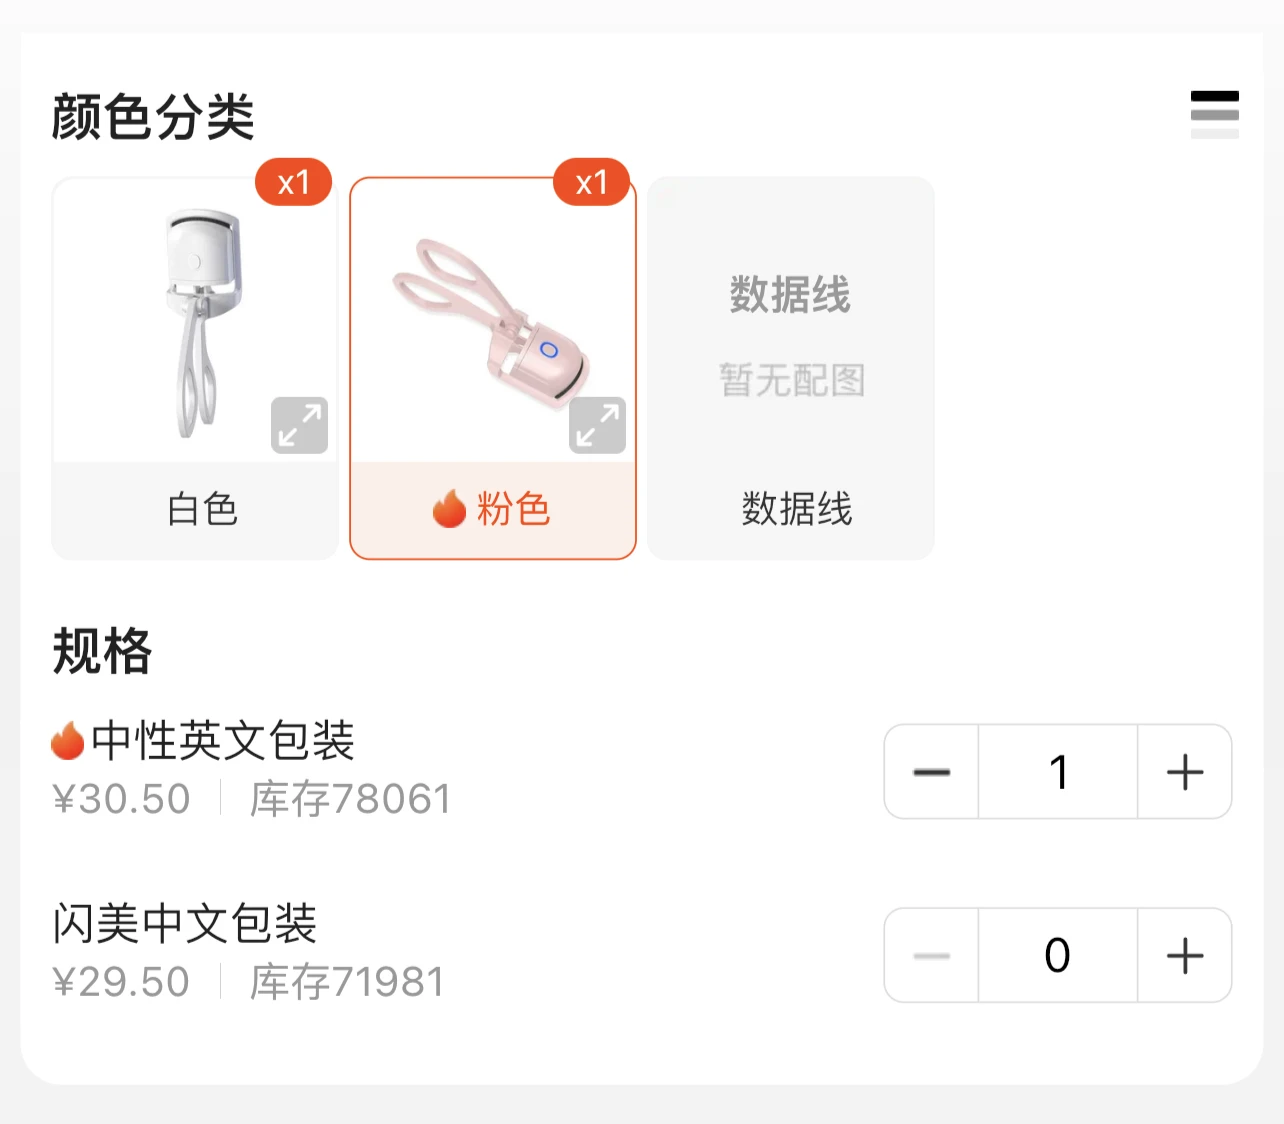 颜色分类
x1
x1
数据线
暂无配图
白色
粉色
数据线
规格
中性英文包装
¥30.50 | 库存78061
1
闪美中文包装
¥29.50 | 库存71981
0